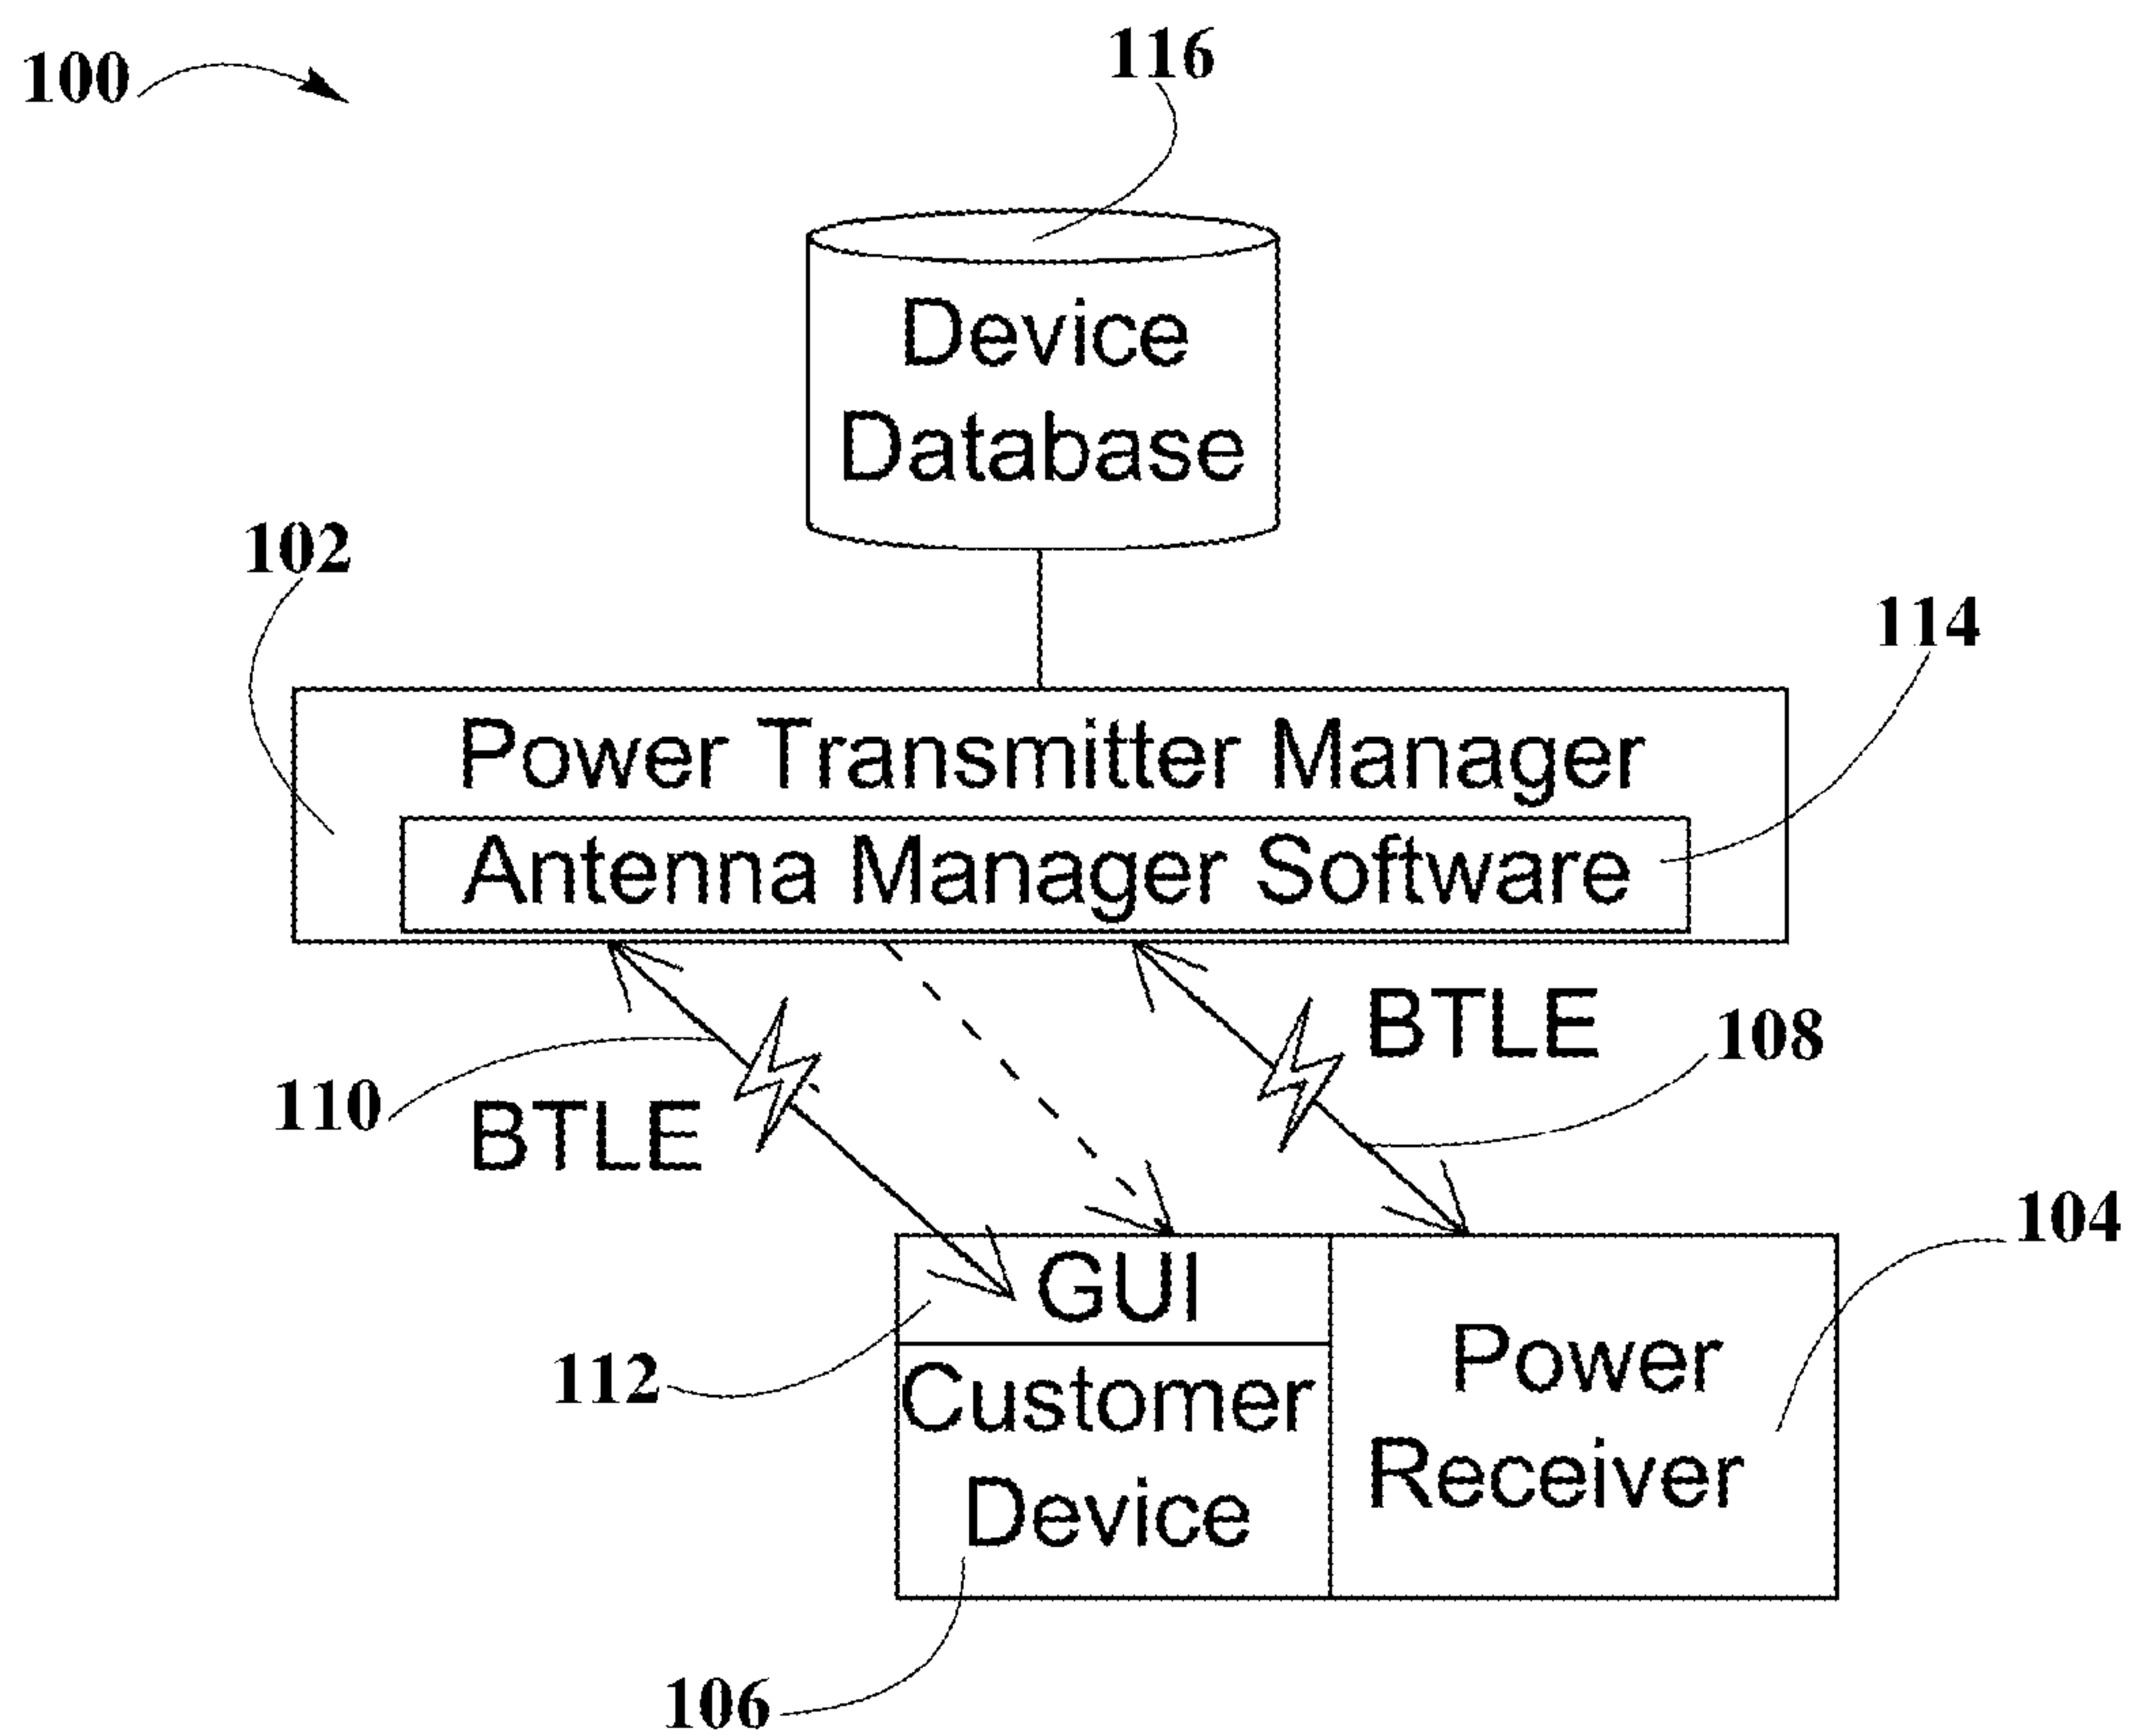 100
116
Device
Database
102
114
Power Transmitter Manager
Antenna Manager Software
BTLE
108
110
BTLE
104
GUI
112
Customer
Device
Power
Receiver
106